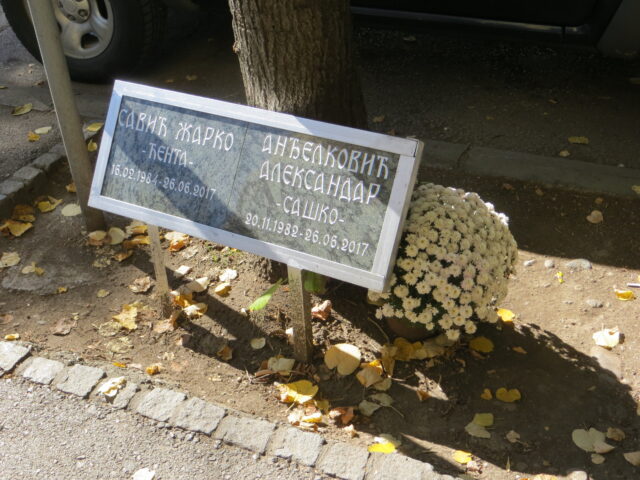 САВИЋ ЖАРКО
-ЋЕНТА-
15.02.1984-26.06.2017
АНЂЕЛКОВИЋ
АЛЕКСАНДАР
-САШКО-
20.11.1982-26.06.2017